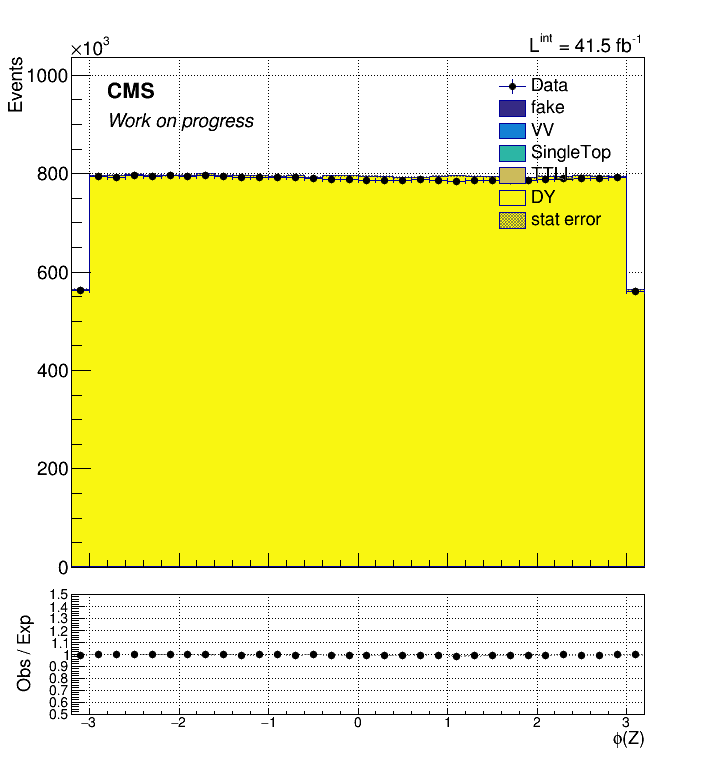 ×10³
L^int = 41.5 fb⁻¹
Events
1000
800
600
400
200
0
CMS
Work on progress
Data
fake
VV
SingleTop
TTLL
DY
stat error
Obs / Exp
1.5
1.4
1.3
1.2
1.1
1
0.9
0.8
0.7
0.6
0.5
−3 −2 −1 0 1 2 3
ϕ(Z)